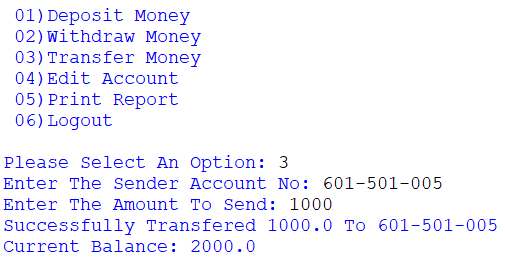 01)Deposit Money
02)Withdraw Money
03)Transfer Money
04)Edit Account
05)Print Report
06)Logout
Please Select An Option: 3
Enter The Sender Account No: 601-501-005
Enter The Amount To Send: 1000
Successfully Transfered 1000.0 To 601-501-005
Current Balance: 2000.0